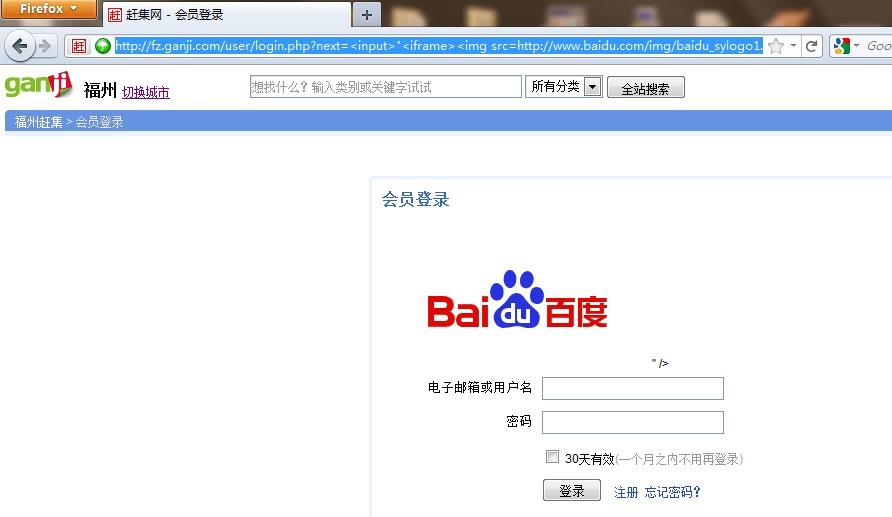 Firefox
赶 赶集网 - 会员登录
赶 http://fz.ganji.com/user/login.php?next=<input>"<iframe><img src=http://www.baidu.com/img/baidu_sylogo1. Goo
ganji 福州 切换城市 想找什么？输入类别或关键字试试 所有分类 全站搜索
福州赶集 > 会员登录
会员登录
Bai du 百度
" />
电子邮箱或用户名
密码
30天有效(一个月之内不用再登录)
登录 注册 忘记密码?